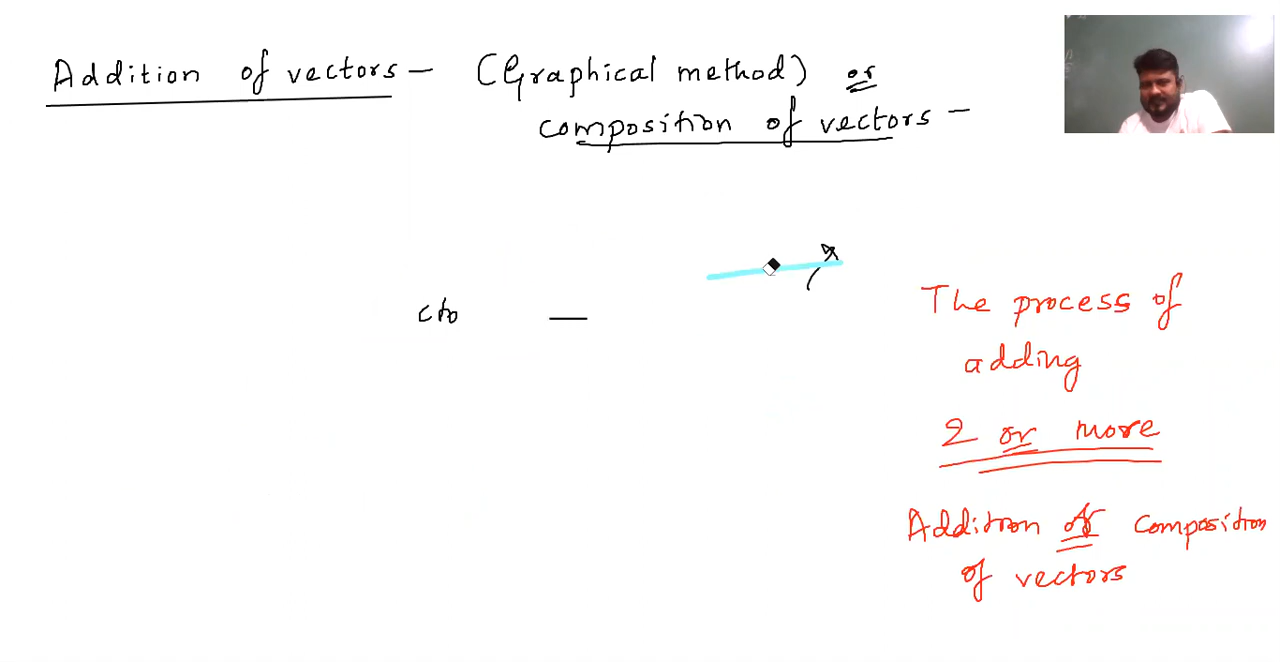 Addition of vectors - (Graphical method) or
composition of vectors -
The process of
adding
2 or more
Addition or composition
of vectors